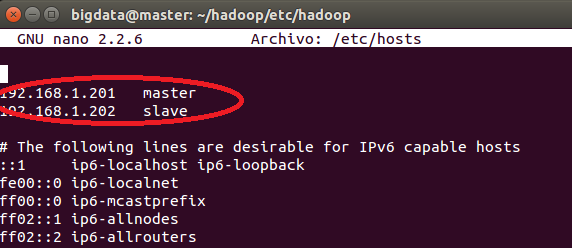 bigdata@master: ~/hadoop/etc/hadoop
GNU nano 2.2.6 Archivo: /etc/hosts
192.168.1.201 master
192.168.1.202 slave
# The following lines are desirable for IPv6 capable hosts
::1 ip6-localhost ip6-loopback
fe00::0 ip6-localnet
ff00::0 ip6-mcastprefix
ff02::1 ip6-allnodes
ff02::2 ip6-allrouters